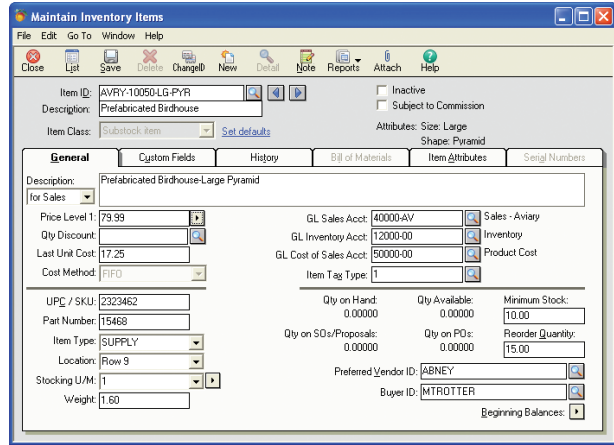 Maintain Inventory Items
File Edit Go To Window Help
Close List Save Delete ChangeID New Detail Note Reports Attach Help
Item ID: AVRY-10050-LG-PYR
Inactive
Description: Prefabricated Birdhouse
Subject to Commission
Item Class: Substock item Set defaults
Attributes: Size: Large
Shape: Pyramid
General Custom Fields History Bill of Materials Item Attributes Serial Numbers
Description: Prefabricated Birdhouse-Large Pyramid
for Sales
Price Level 1: 79.99 GL Sales Acct: 40000-AV Sales - Aviary
Qty Discount: GL Inventory Acct: 12000-00 Inventory
Last Unit Cost: 17.25 GL Cost of Sales Acct: 50000-00 Product Cost
Cost Method: FIFO Item Tax Type: 1
UPC / SKU: 2323462 Qty on Hand: Qty Available: Minimum Stock:
0.00000 0.00000 10.00
Part Number: 15468
Item Type: SUPPLY Qty on SOs/Proposals: Qty on POs: Reorder Quantity:
0.00000 0.00000 15.00
Location: Row 9
Preferred Vendor ID: ABNEY
Stocking U/M: 1
Buyer ID: MTROTTER
Weight: 1.60
Beginning Balances: